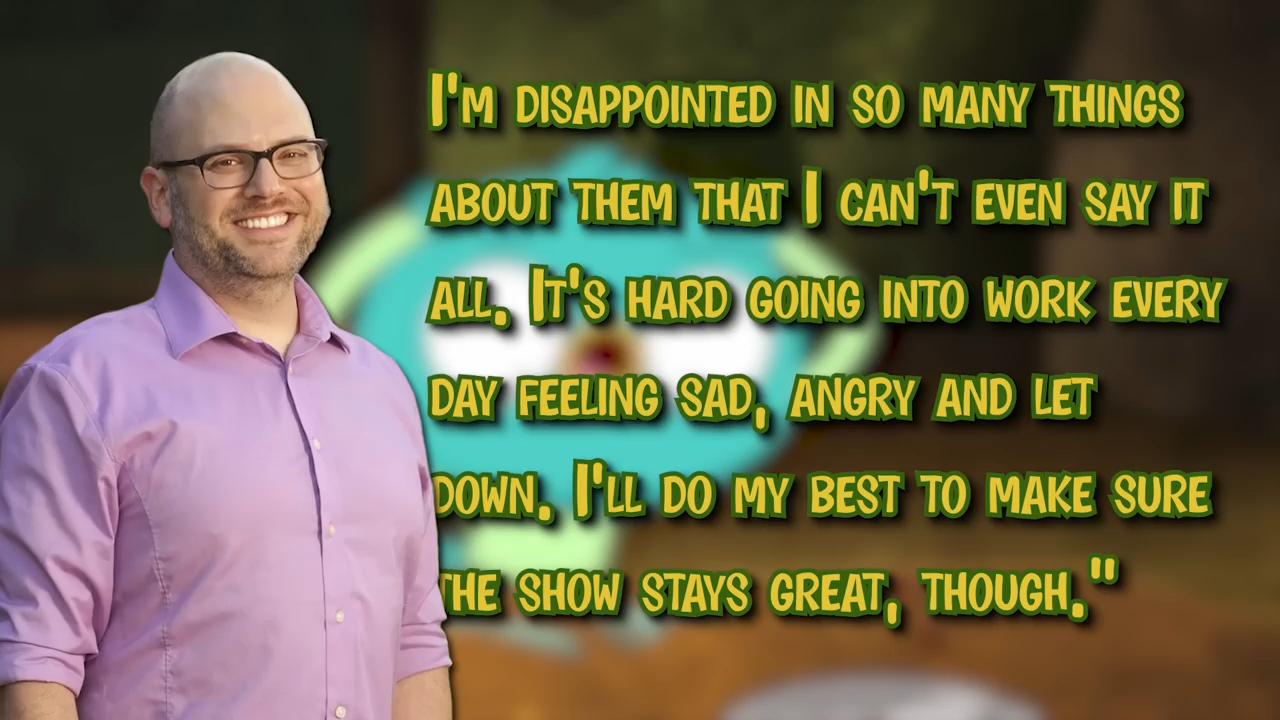 I'm disappointed in so many things
about them that I can't even say it
all. It's hard going into work every
day feeling sad, angry and let
down. I'll do my best to make sure
the show stays great, though."